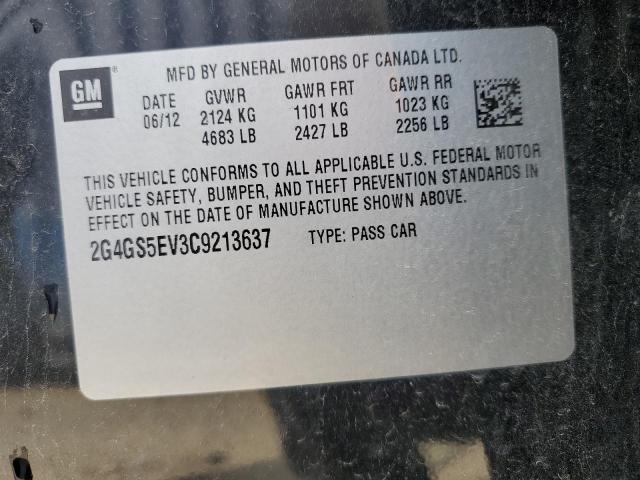 GM ®
MFD BY GENERAL MOTORS OF CANADA LTD.
DATE GVWR GAWR FRT GAWR RR
06/12 2124 KG 1101 KG 1023 KG
4683 LB 2427 LB 2256 LB
THIS VEHICLE CONFORMS TO ALL APPLICABLE U.S. FEDERAL MOTOR
VEHICLE SAFETY, BUMPER, AND THEFT PREVENTION STANDARDS IN
EFFECT ON THE DATE OF MANUFACTURE SHOWN ABOVE.
2G4GS5EV3C9213637 TYPE: PASS CAR